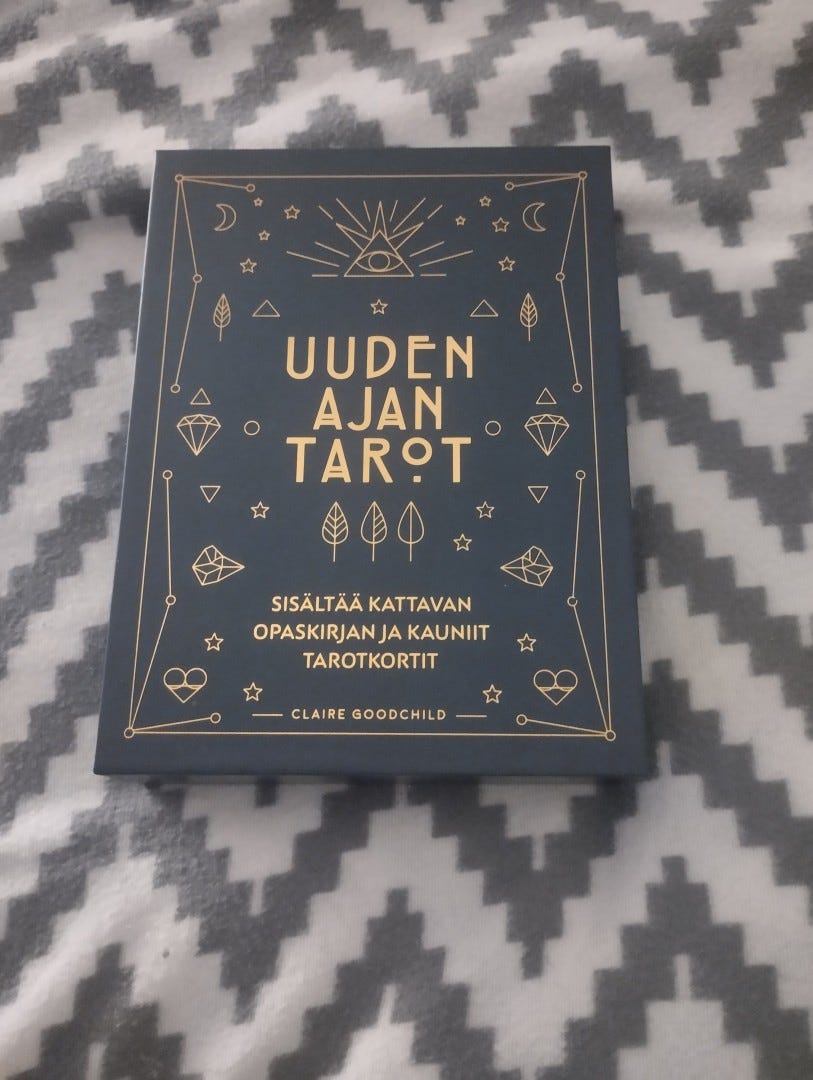 UUDEN
AJAN
TAROT
SISÄLTÄÄ KATTAVAN
OPASKIRJAN JA KAUNIIT
TAROTKORTIT
CLAIRE GOODCHILD